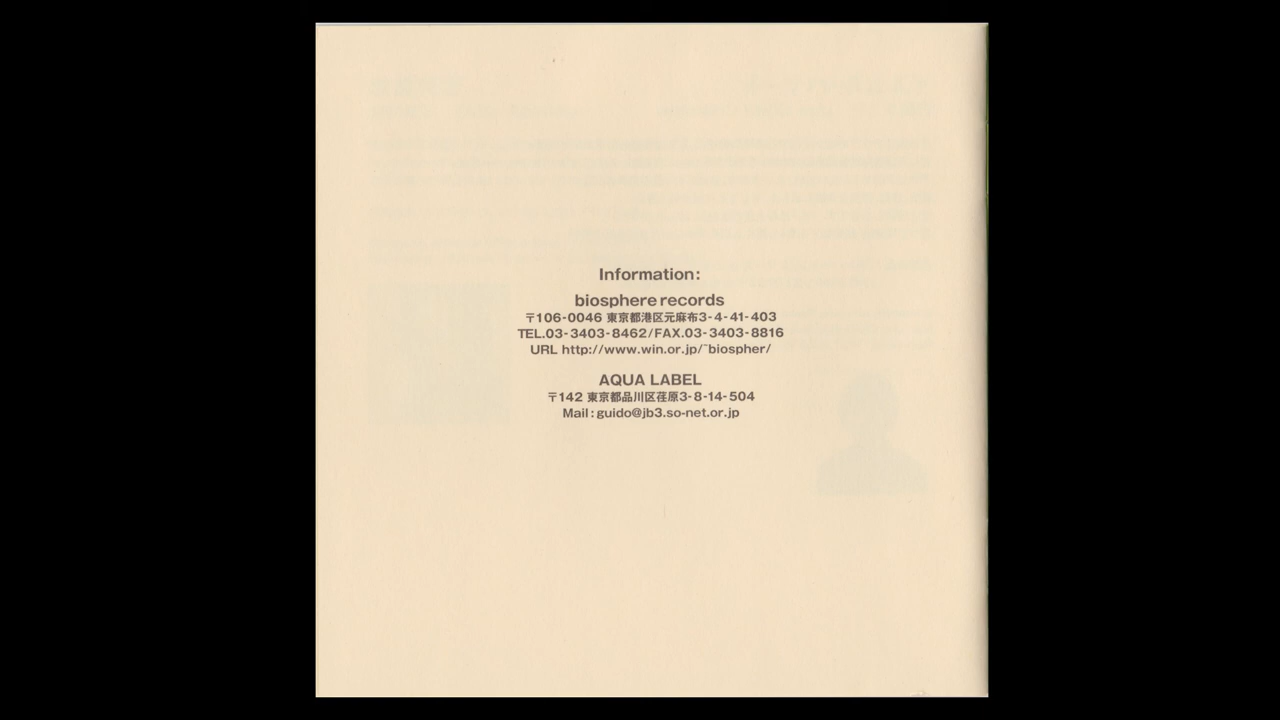 Information:
biosphere records
〒106-0046 東京都港区元麻布3-4-41-403
TEL.03-3403-8462/FAX.03-3403-8816
URL http://www.win.or.jp/~biospher/
AQUA LABEL
〒142 東京都品川区荏原3-8-14-504
Mail:guido@jb3.so-net.or.jp